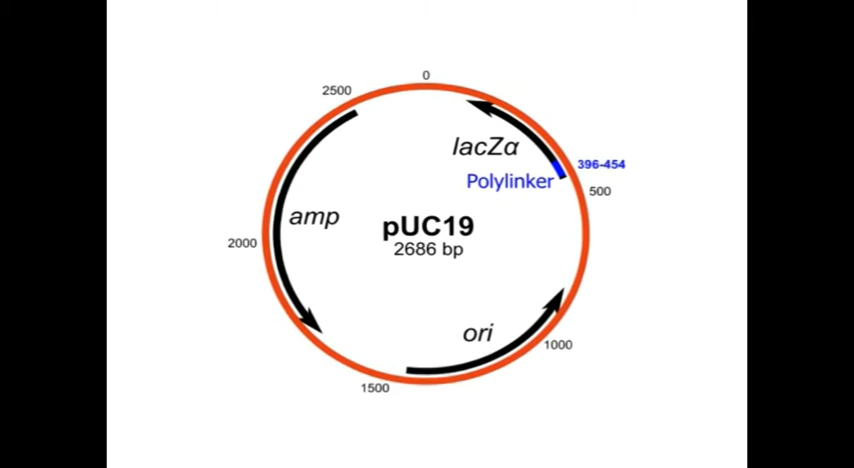 0
2500
lacZα
396-454
Polylinker
500
amp
pUC19
2000
2686 bp
ori
1000
1500